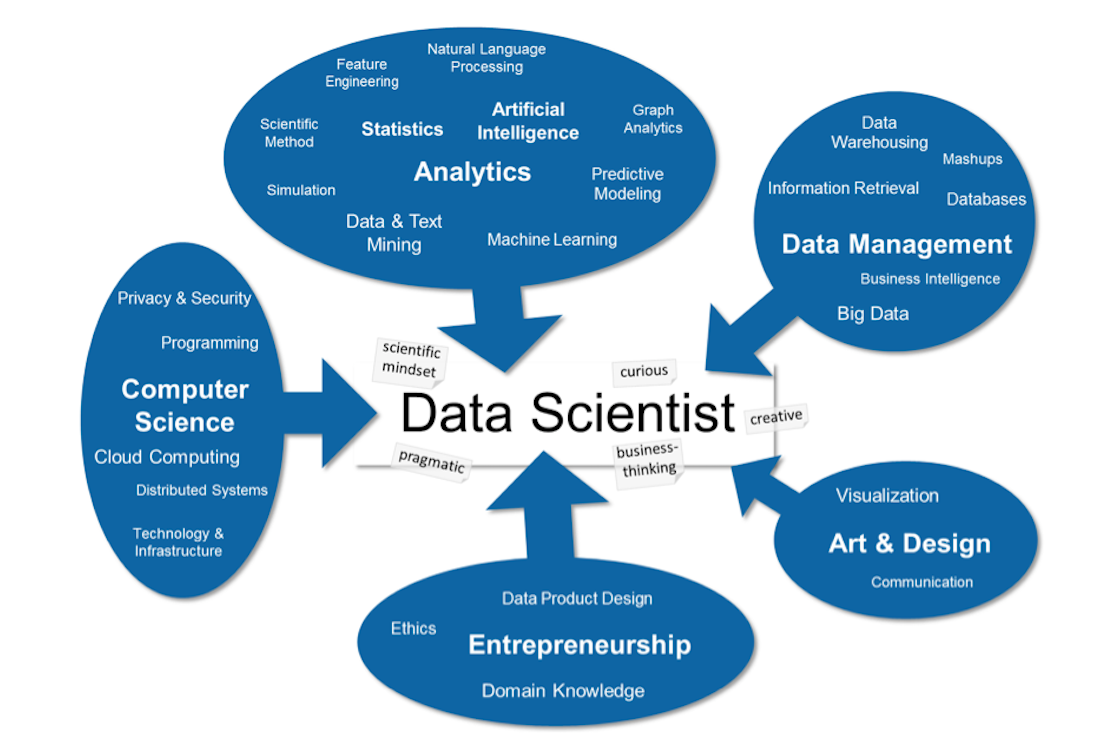 Natural Language
Processing
Feature
Engineering
Artificial
Intelligence
Graph
Analytics
Scientific
Method
Statistics
Analytics
Predictive
Modeling
Simulation
Data & Text
Mining
Machine Learning
Data
Warehousing
Mashups
Information Retrieval
Databases
Data Management
Business Intelligence
Big Data
Privacy & Security
Programming
Computer
Science
Cloud Computing
Distributed Systems
Technology &
Infrastructure
scientific
mindset
curious
Data Scientist
creative
pragmatic
business-
thinking
Visualization
Art & Design
Communication
Data Product Design
Ethics
Entrepreneurship
Domain Knowledge